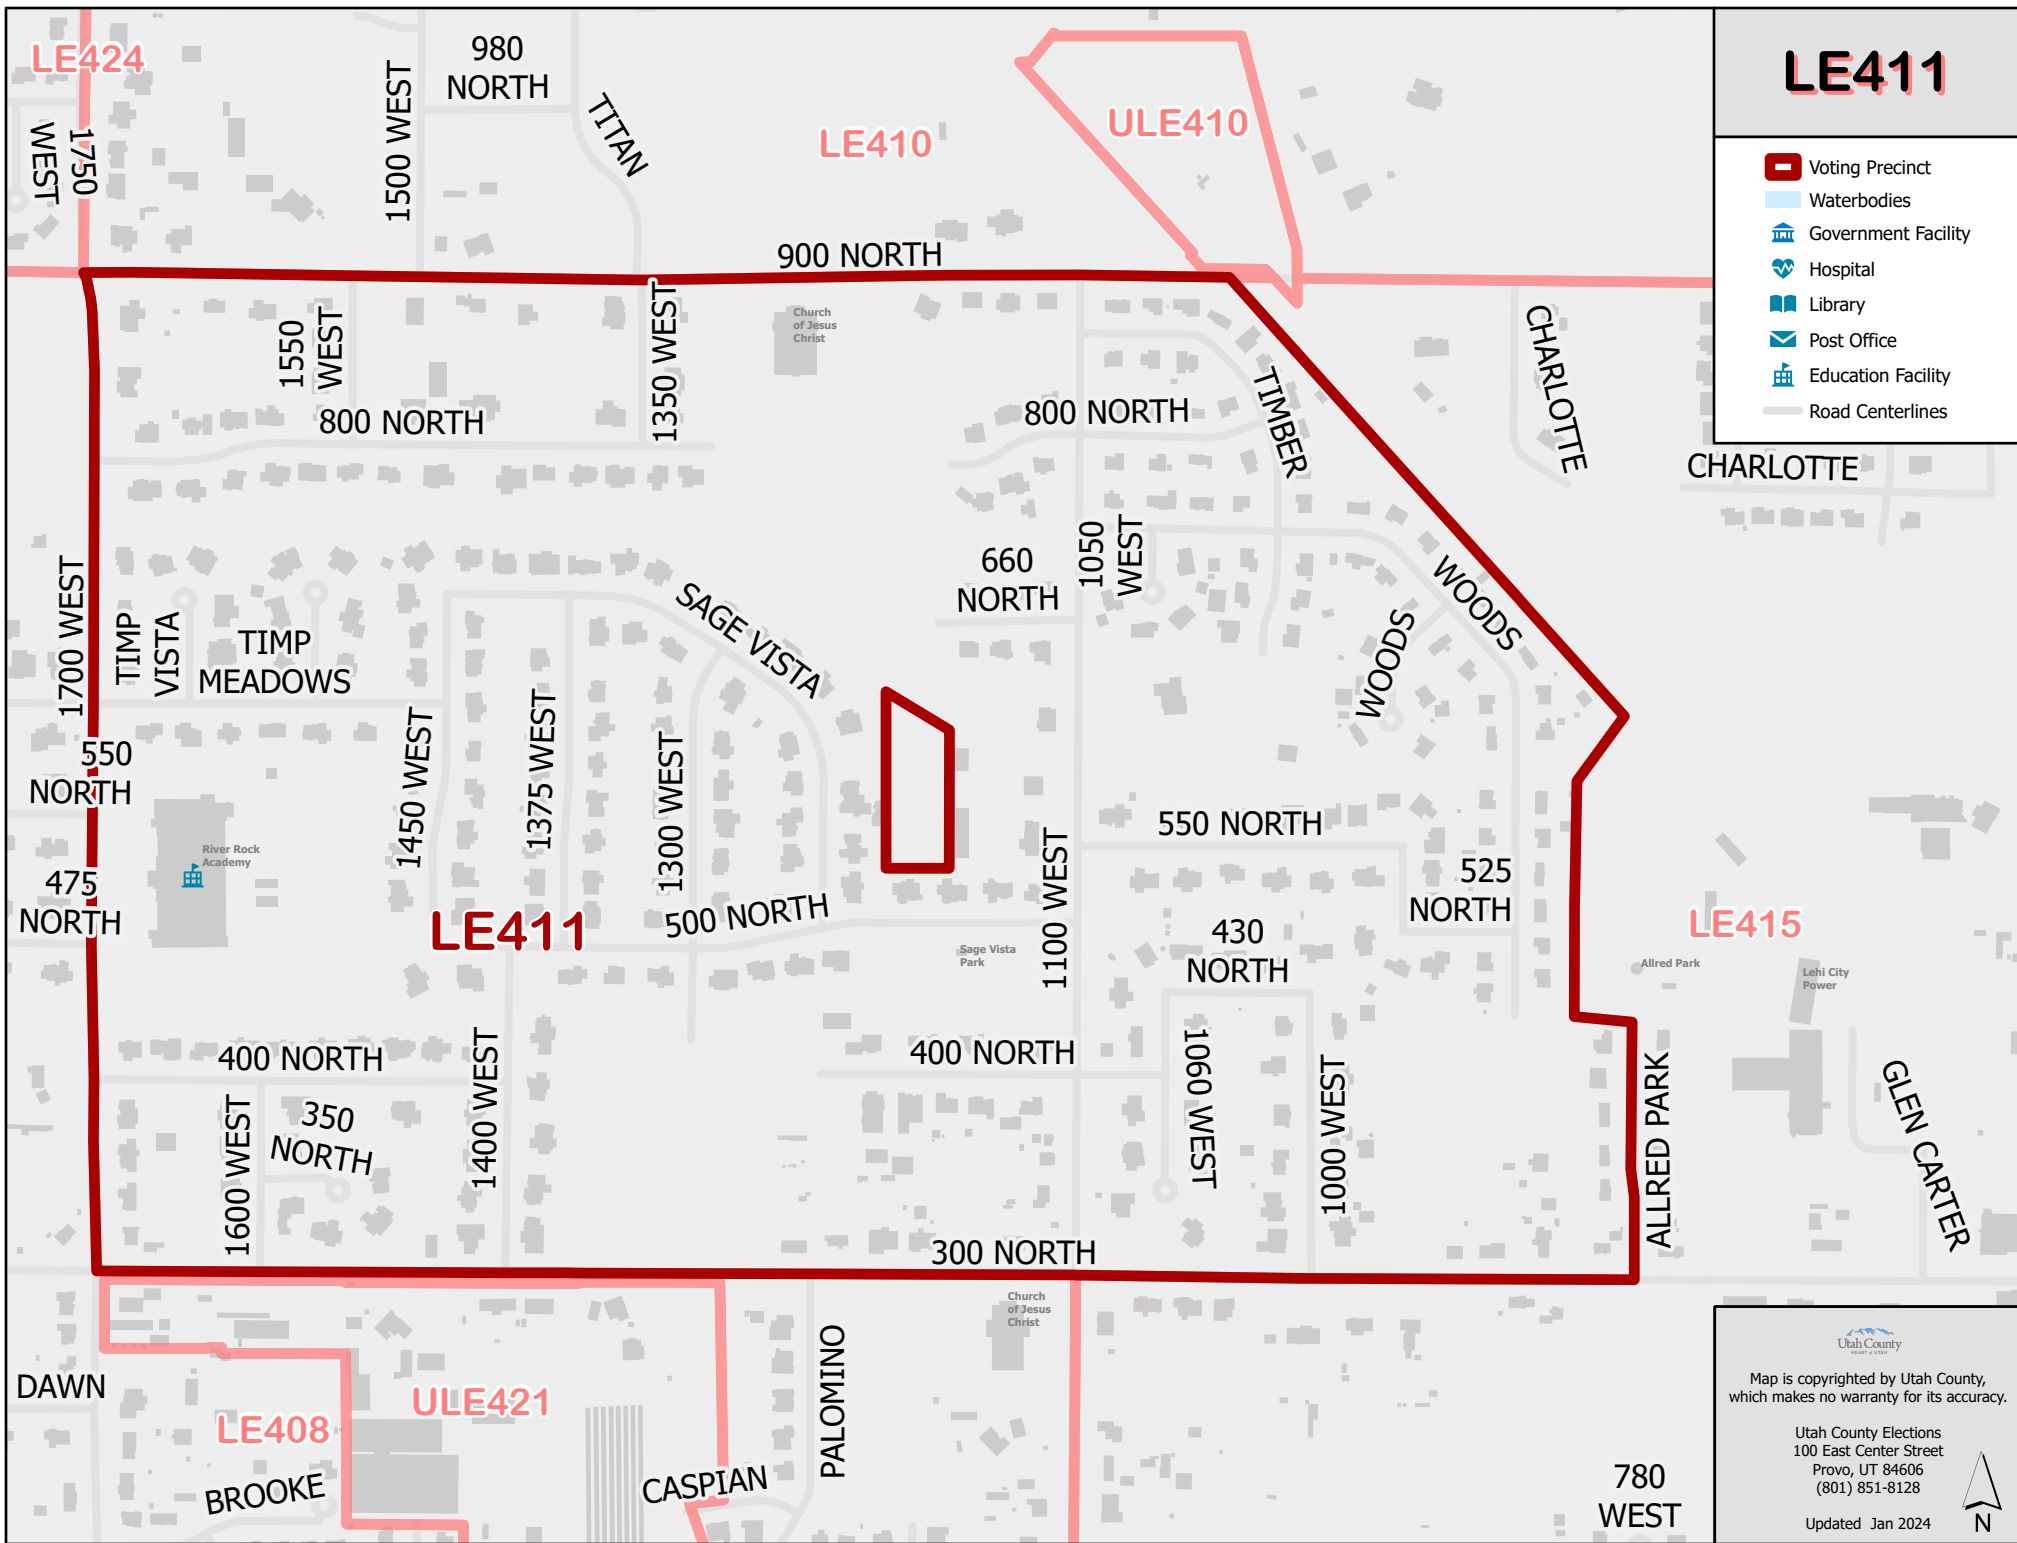 LE411
Voting Precinct
Waterbodies
Government Facility
Hospital
Library
Post Office
Education Facility
Road Centerlines
LE424
980
NORTH
1500 WEST
TITAN
WEST
1750
LE410
ULE410
900 NORTH
1550
WEST
1350 WEST
Church
of Jesus
Christ
CHARLOTTE
TIMBER
800 NORTH
800 NORTH
CHARLOTTE
1700 WEST
TIMP
VISTA
TIMP
MEADOWS
SAGE VISTA
660
NORTH
1050
WEST
WOODS
WOODS
550
NORTH
1450 WEST
1375 WEST
1300 WEST
550 NORTH
River Rock
Academy
475
NORTH
LE411
500 NORTH
1100 WEST
525
NORTH
430
NORTH
LE415
Sage Vista
Park
Allred Park
Lehi City
Power
400 NORTH
400 NORTH
1400 WEST
1060 WEST
1000 WEST
ALLRED PARK
GLEN CARTER
1600 WEST
350
NORTH
300 NORTH
Church
of Jesus
Christ
DAWN
LE408
ULE421
PALOMINO
BROOKE
CASPIAN
780
WEST
Utah County
HEART of UTAH
Map is copyrighted by Utah County,
which makes no warranty for its accuracy.
Utah County Elections
100 East Center Street
Provo, UT 84606
(801) 851-8128
Updated  Jan 2024
N